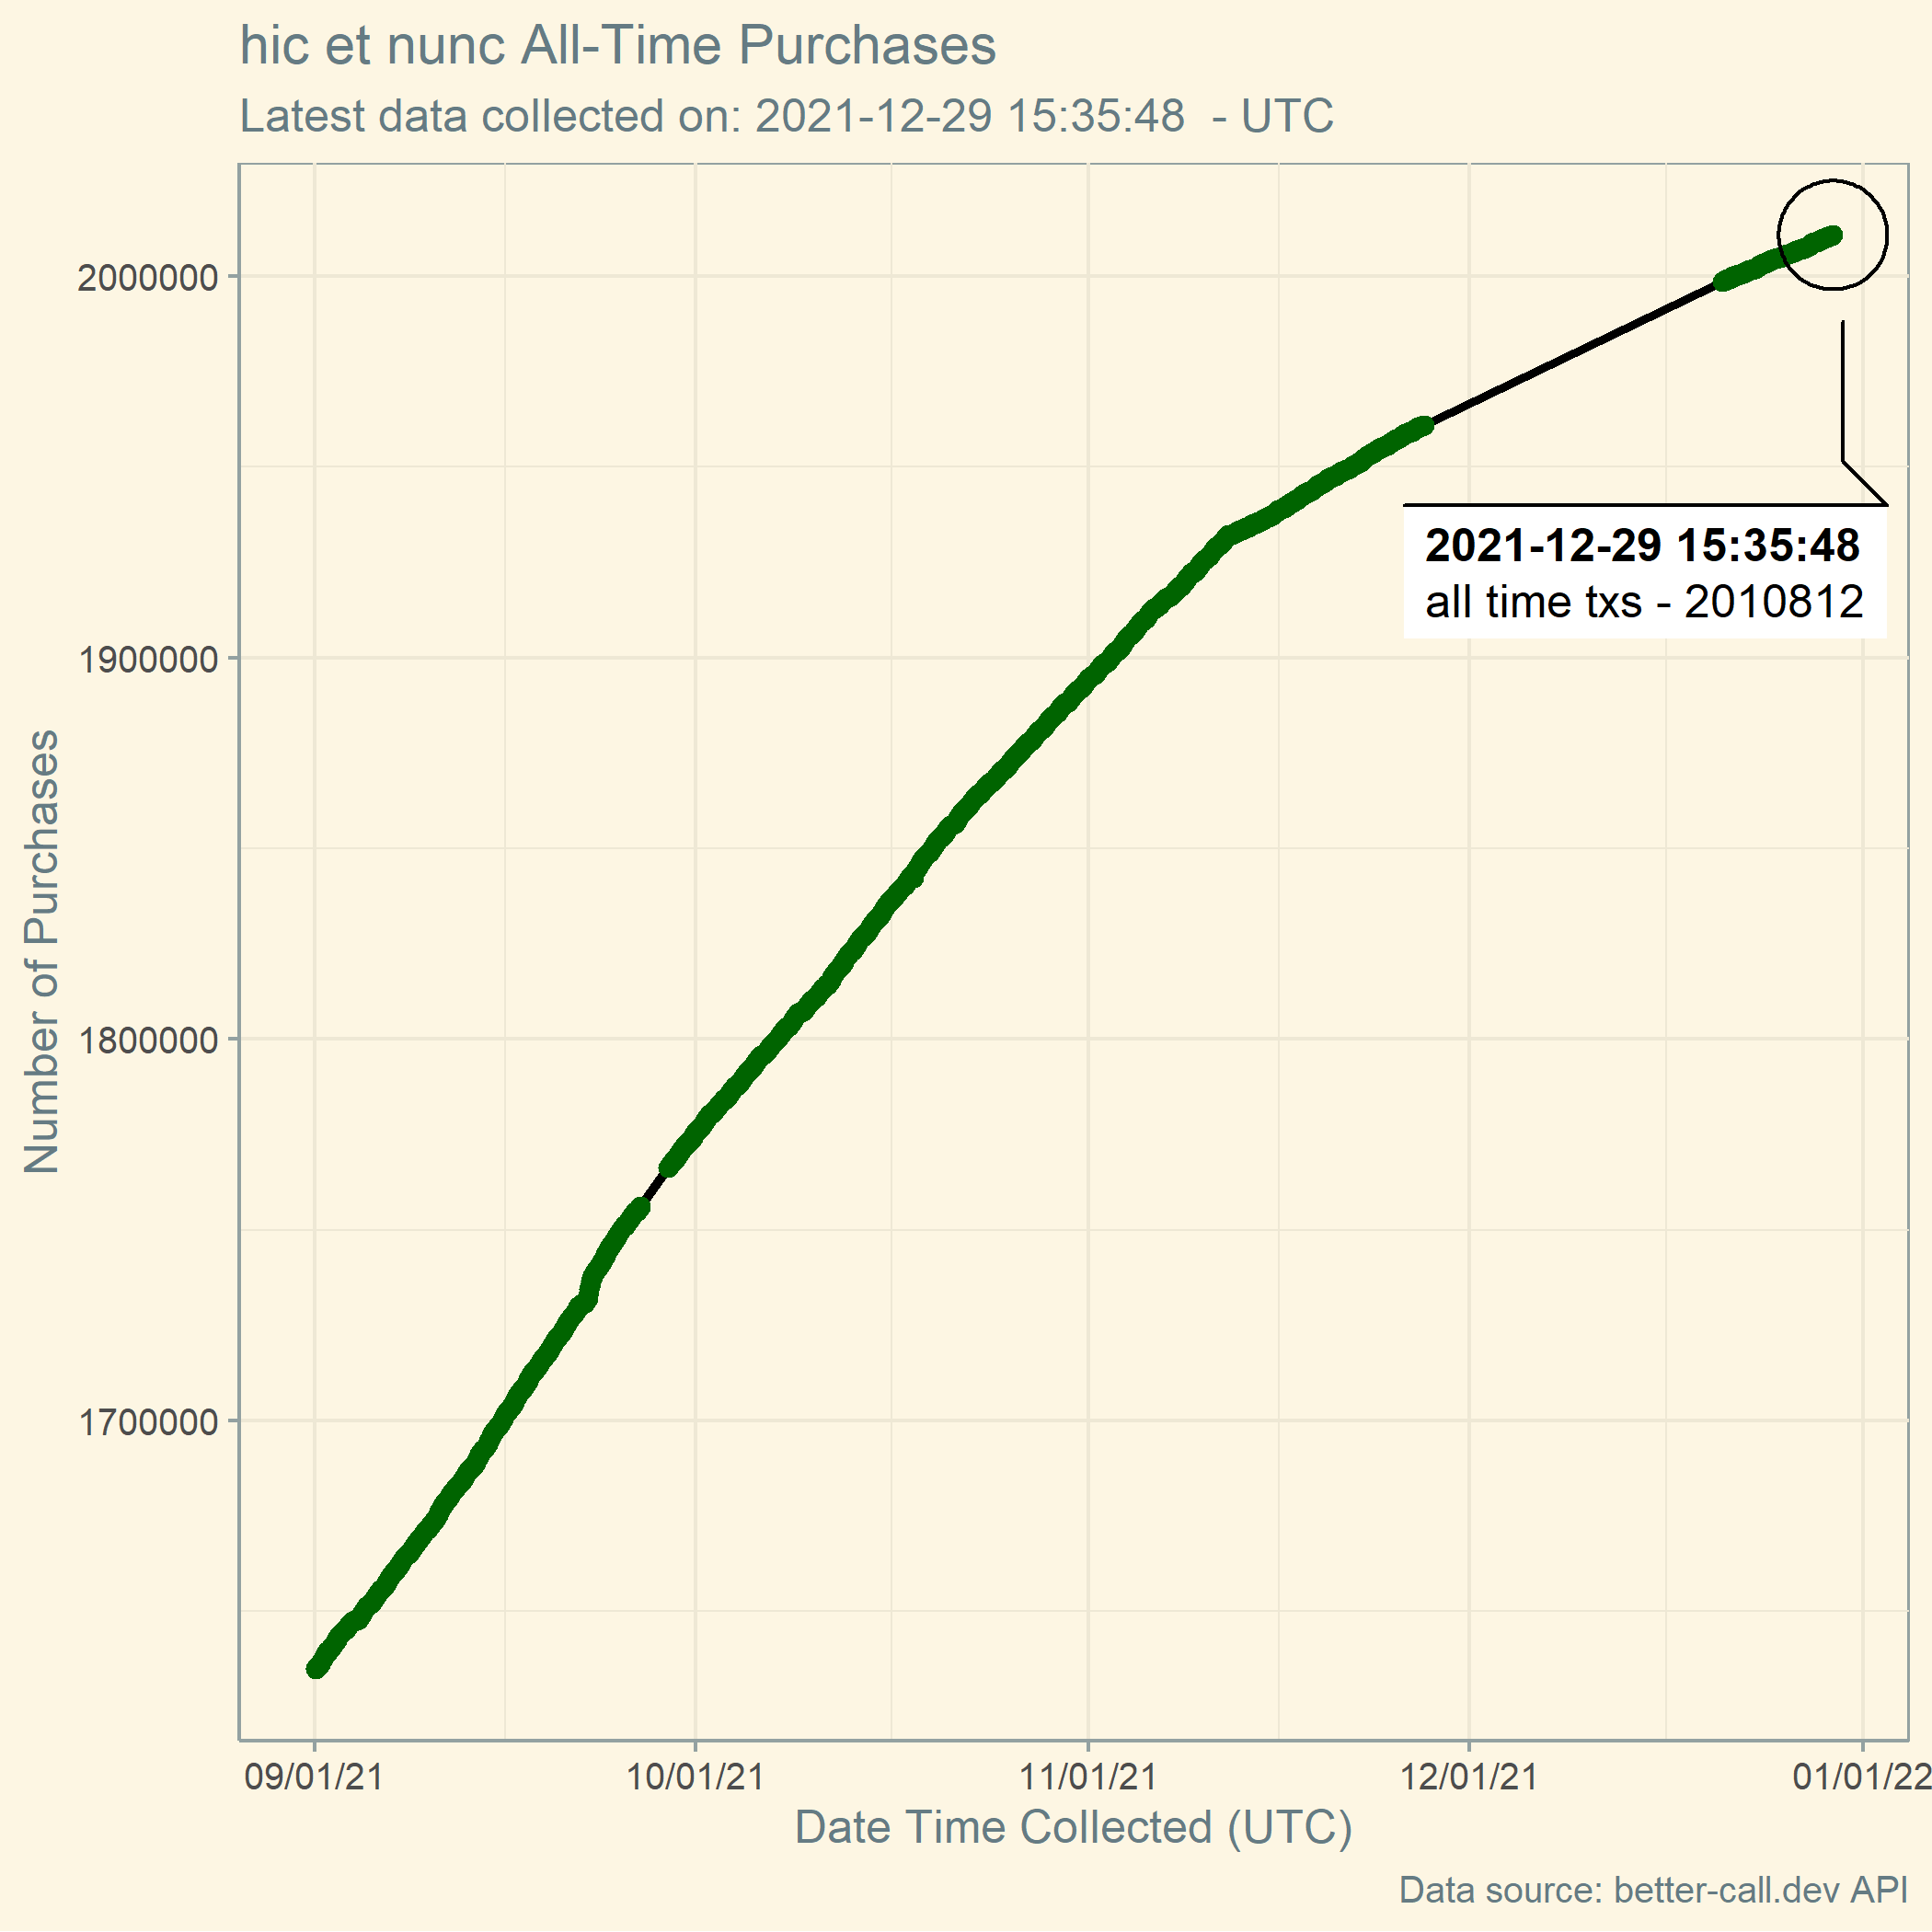 hic et nunc All-Time Purchases
Latest data collected on: 2021-12-29 15:35:48  - UTC
Number of Purchases
2000000
1900000
1800000
1700000
2021-12-29 15:35:48
all time txs - 2010812
09/01/21
10/01/21
11/01/21
12/01/21
01/01/22
Date Time Collected (UTC)
Data source: better-call.dev API